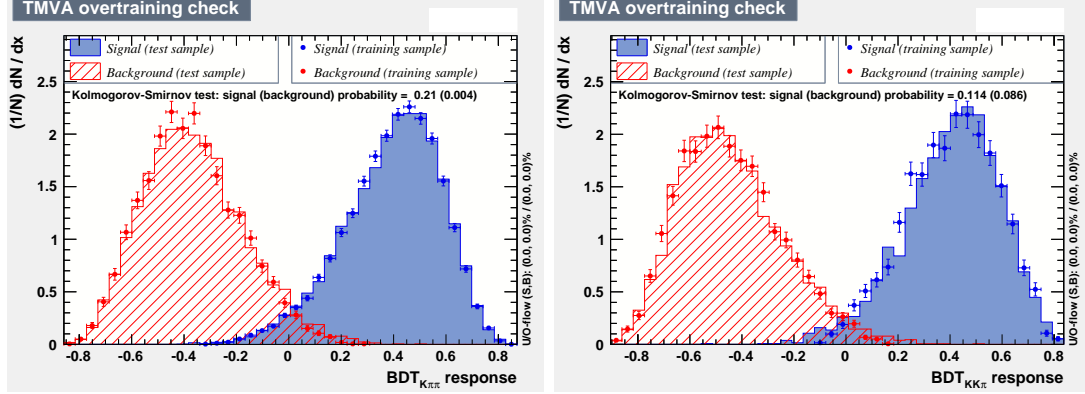 TMVA overtraining check
Signal (test sample)
Background (test sample)
Signal (training sample)
Background (training sample)
Kolmogorov-Smirnov test: signal (background) probability = 0.21 (0.004)
(1/N) dN / dx
2.5
2
1.5
1
0.5
0
-0.8 -0.6 -0.4 -0.2 0 0.2 0.4 0.6 0.8
BDT_Kππ response
U/O-flow (S,B): (0.0, 0.0)% / (0.0, 0.0)%
TMVA overtraining check
Signal (test sample)
Background (test sample)
Signal (training sample)
Background (training sample)
Kolmogorov-Smirnov test: signal (background) probability = 0.114 (0.086)
(1/N) dN / dx
2.5
2
1.5
1
0.5
0
-0.8 -0.6 -0.4 -0.2 0 0.2 0.4 0.6 0.8
BDT_KKπ response
U/O-flow (S,B): (0.0, 0.0)% / (0.0, 0.0)%